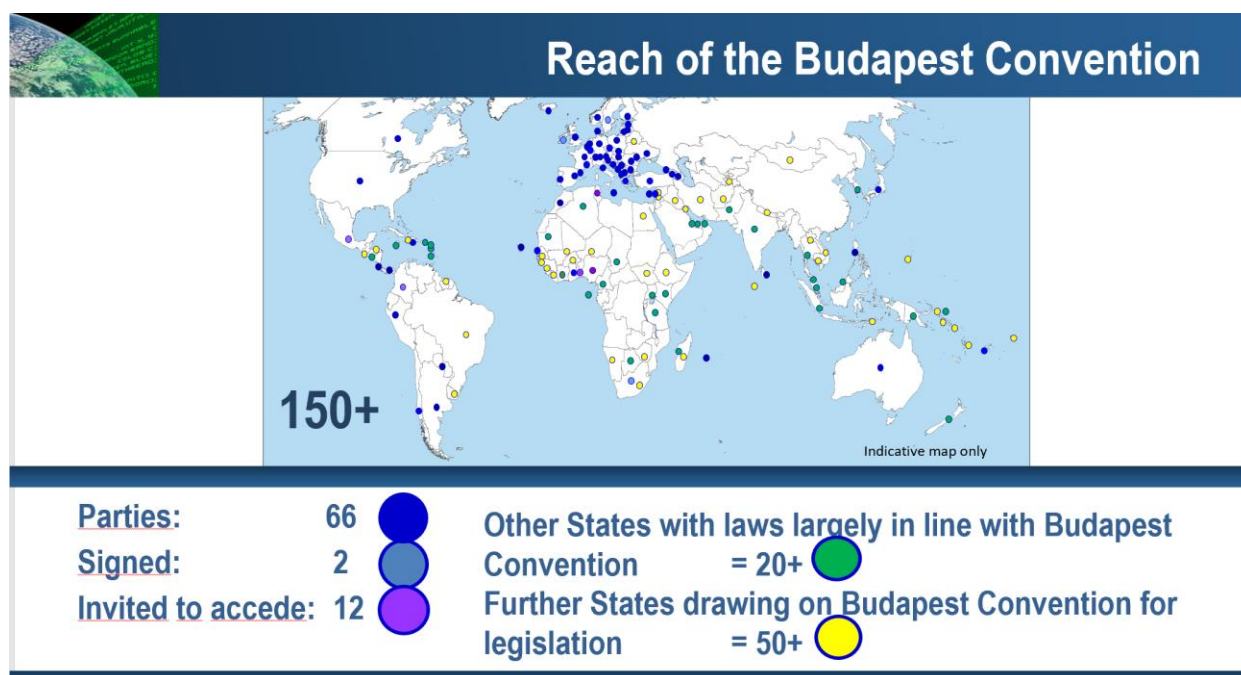 Reach of the Budapest Convention
150+
Indicative map only
Parties: 66
Signed: 2
Invited to accede: 12
Other States with laws largely in line with Budapest
Convention = 20+
Further States drawing on Budapest Convention for
legislation = 50+